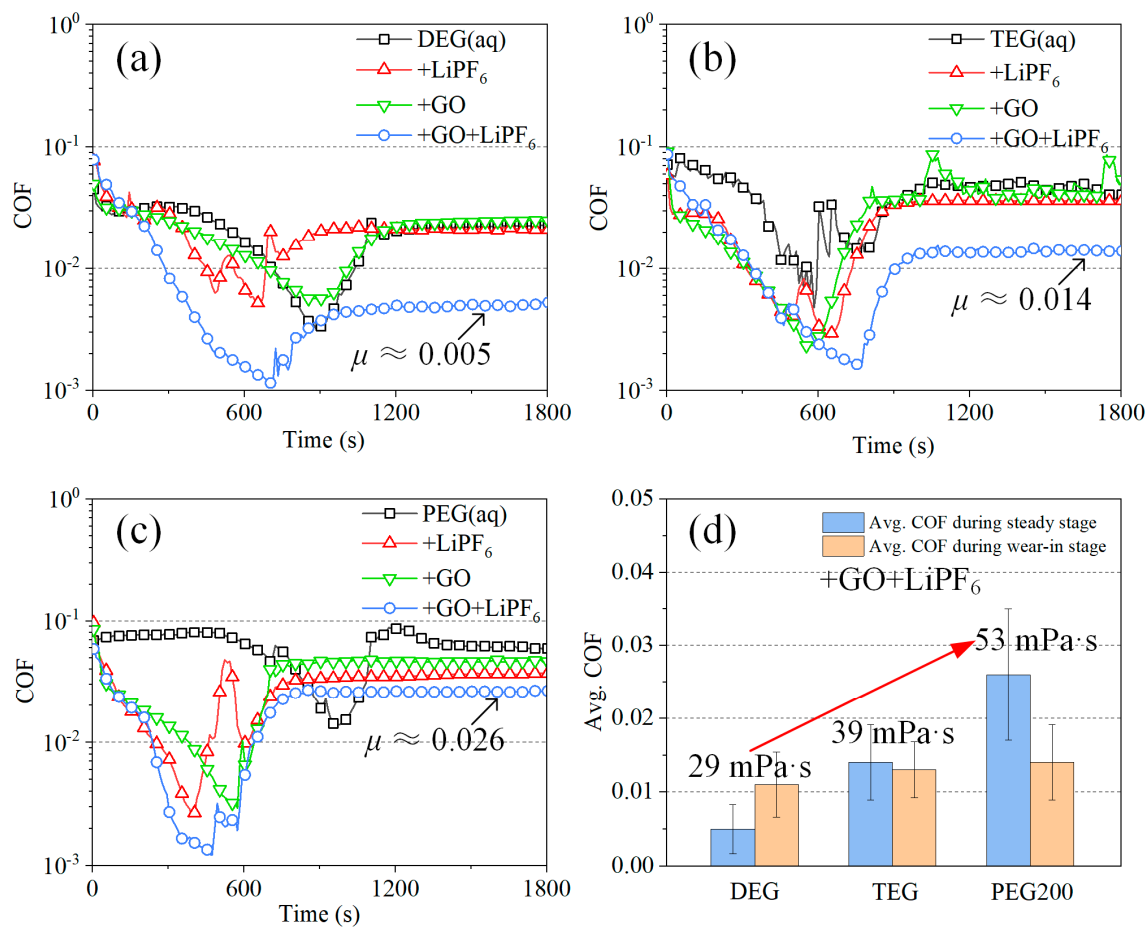 (a)
DEG(aq)
+LiPF6
+GO
+GO+LiPF6
μ ≈ 0.005
COF
10^0
10^-1
10^-2
10^-3
0
600
1200
1800
Time (s)
(b)
TEG(aq)
+LiPF6
+GO
+GO+LiPF6
μ ≈ 0.014
COF
10^0
10^-1
10^-2
10^-3
0
600
1200
1800
Time (s)
(c)
PEG(aq)
+LiPF6
+GO
+GO+LiPF6
μ ≈ 0.026
COF
10^0
10^-1
10^-2
10^-3
0
600
1200
1800
Time (s)
(d)
Avg. COF during steady stage
Avg. COF during wear-in stage
+GO+LiPF6
53 mPa·s
39 mPa·s
29 mPa·s
Avg. COF
0.05
0.04
0.03
0.02
0.01
0.00
DEG
TEG
PEG200